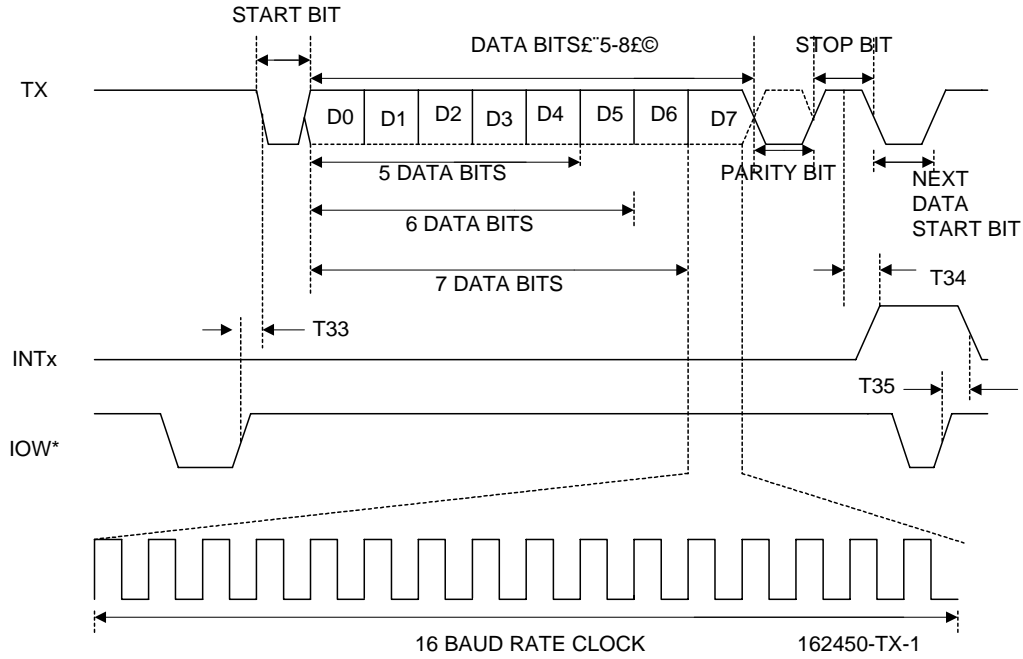 START BIT
DATA BITS£¨5-8£©
STOP BIT
TX
D0
D1
D2
D3
D4
D5
D6
D7
5 DATA BITS
PARITY BIT
NEXT
DATA
START BIT
6 DATA BITS
7 DATA BITS
T34
T33
INTx
T35
IOW*
16 BAUD RATE CLOCK
162450-TX-1